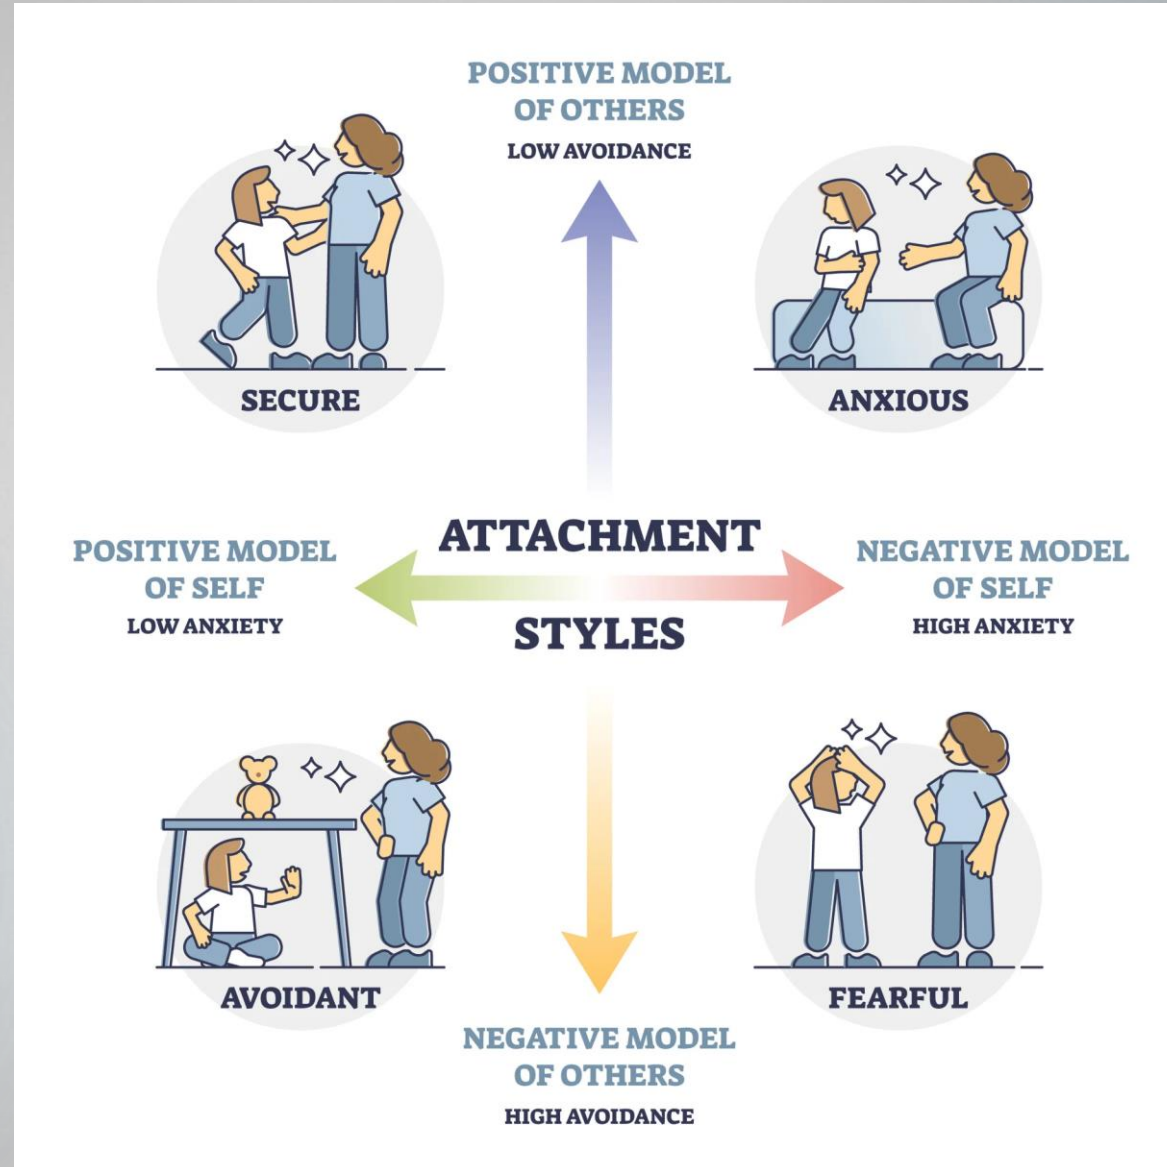 POSITIVE MODEL
OF OTHERS
LOW AVOIDANCE
SECURE
ANXIOUS
ATTACHMENT
STYLES
POSITIVE MODEL
OF SELF
LOW ANXIETY
NEGATIVE MODEL
OF SELF
HIGH ANXIETY
AVOIDANT
FEARFUL
NEGATIVE MODEL
OF OTHERS
HIGH AVOIDANCE